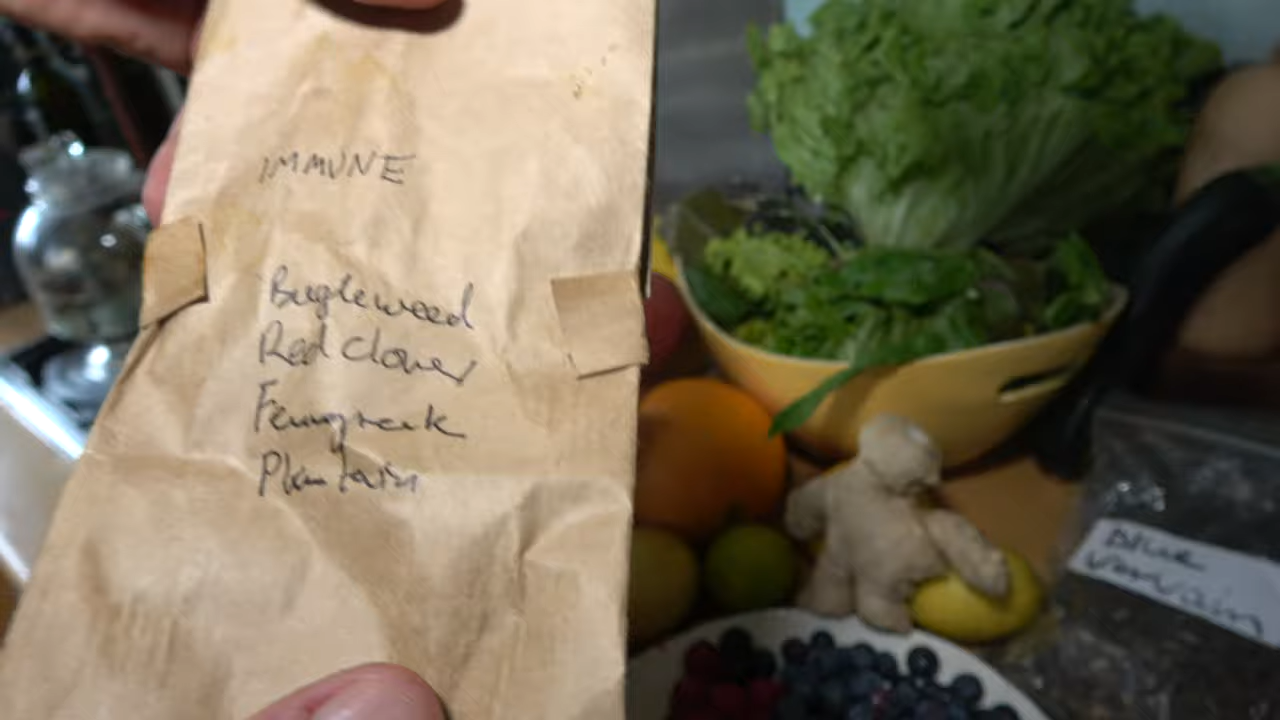 IMMUNE
Bugleweed
Red Clover
Fenugreek
Plantain
Blue
Vervain